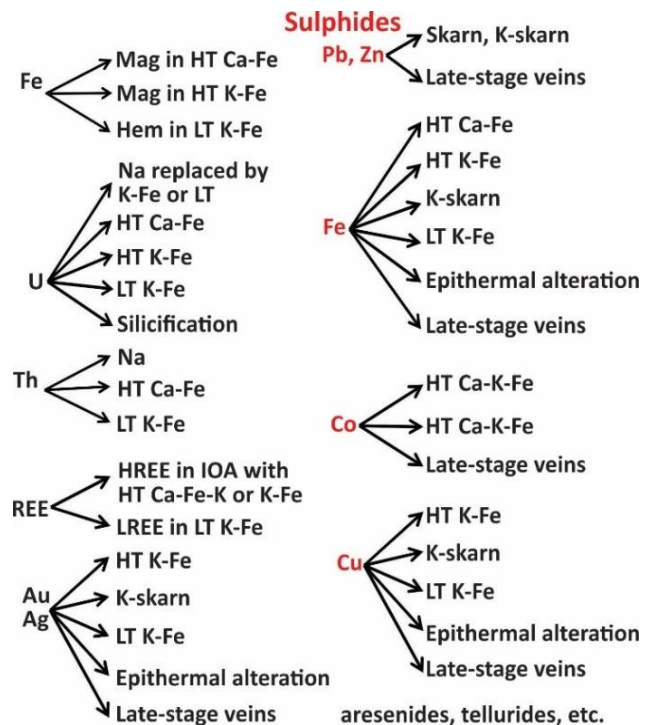 Fe
Mag in HT Ca-Fe
Mag in HT K-Fe
Hem in LT K-Fe
U
Na replaced by
K-Fe or LT
HT Ca-Fe
HT K-Fe
LT K-Fe
Silicification
Th
Na
HT Ca-Fe
LT K-Fe
REE
HREE in IOA with
HT Ca-Fe-K or K-Fe
LREE in LT K-Fe
Au
Ag
HT K-Fe
K-skarn
LT K-Fe
Epithermal alteration
Late-stage veins
Sulphides
Pb, Zn
Skarn, K-skarn
Late-stage veins
Fe
HT Ca-Fe
HT K-Fe
K-skarn
LT K-Fe
Epithermal alteration
Late-stage veins
Co
HT Ca-K-Fe
HT Ca-K-Fe
Late-stage veins
Cu
HT K-Fe
K-skarn
LT K-Fe
Epithermal alteration
Late-stage veins
aresenides, tellurides, etc.